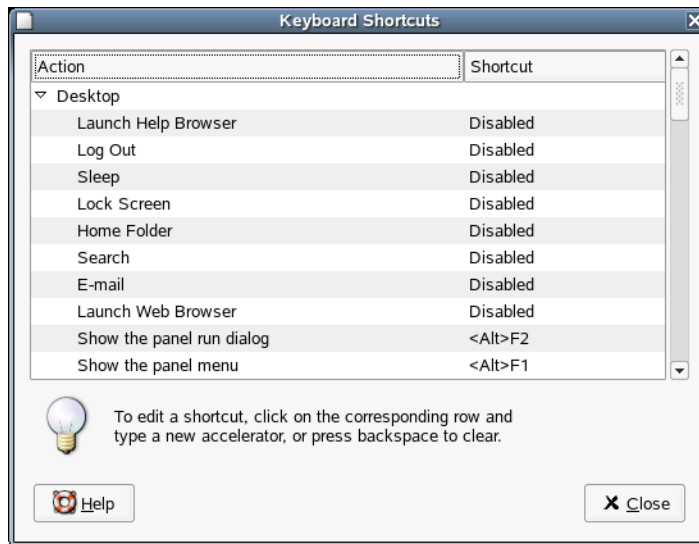 Keyboard Shortcuts
Action Shortcut
Desktop
Launch Help Browser Disabled
Log Out Disabled
Sleep Disabled
Lock Screen Disabled
Home Folder Disabled
Search Disabled
E-mail Disabled
Launch Web Browser Disabled
Show the panel run dialog <Alt>F2
Show the panel menu <Alt>F1
To edit a shortcut, click on the corresponding row and
type a new accelerator, or press backspace to clear.
Help Close